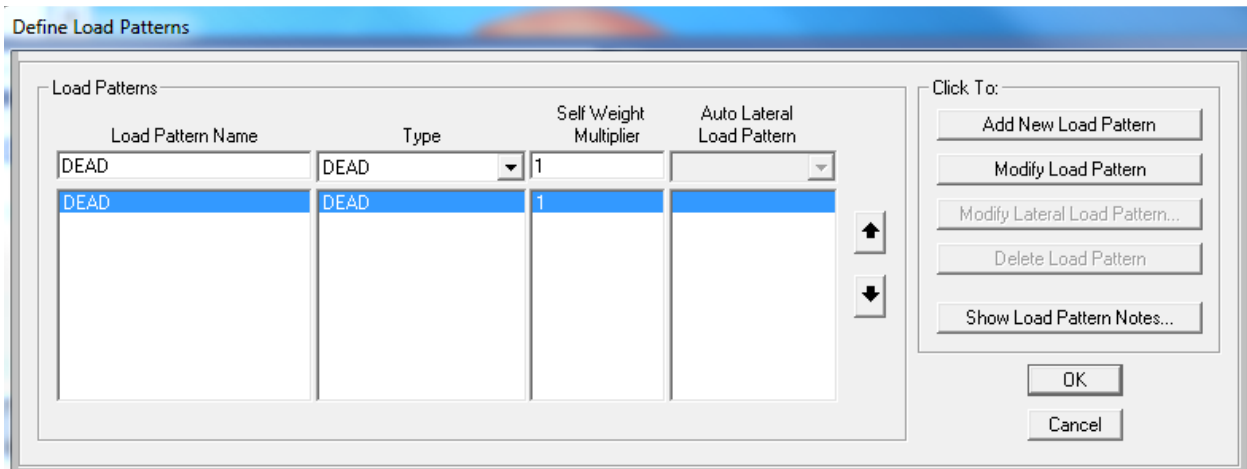 Define Load Patterns
Load Patterns
Load Pattern Name
Type
Self Weight
Multiplier
Auto Lateral
Load Pattern
DEAD
DEAD
1
DEAD
DEAD
1
Click To:
Add New Load Pattern
Modify Load Pattern
Modify Lateral Load Pattern...
Delete Load Pattern
Show Load Pattern Notes...
OK
Cancel